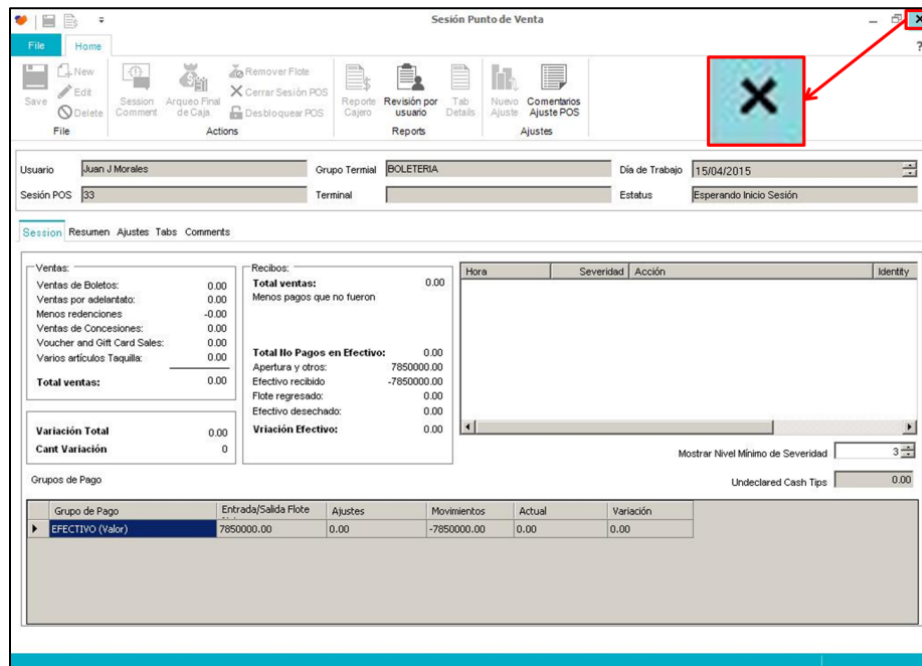 Sesión Punto de Venta
File Home
New
Edit
Delete
Save
File
Session Comment
Arqueo Final de Caja
Remover Flote
Cerrar Sesión POS
Desbloquear POS
Actions
Reporte Cajero
Revisión por usuario
Tab Details
Reports
Nuevo Ajuste
Comentarios Ajuste POS
Ajustes
Usuario Juan J Morales Grupo Termial BOLETERIA Día de Trabajo 15/04/2015
Sesión POS 33 Terminal Estatus Esperando Inicio Sesión
Session Resumen Ajustes Tabs Comments
Ventas:
Ventas de Boletos: 0.00
Ventas por adelantato: 0.00
Menos redenciones -0.00
Ventas de Concesiones: 0.00
Voucher and Gift Card Sales: 0.00
Varios artículos Taquilla: 0.00
Total ventas: 0.00
Variación Total 0.00
Cant Variación 0
Recibos:
Total ventas: 0.00
Menos pagos que no fueron
Total No Pagos en Efectivo: 0.00
Apertura y otros: 7850000.00
Efectivo recibido -7850000.00
Flote regresado: 0.00
Efectivo desechado: 0.00
Vriación Efectivo: 0.00
Hora Severidad Acción Identity
Mostrar Nivel Mínimo de Severidad 3
Undeclared Cash Tips 0.00
Grupos de Pago
Grupo de Pago Entrada/Salida Flote Ajustes Movimientos Actual Variación
EFECTIVO (Valor) 7850000.00 0.00 -7850000.00 0.00 0.00